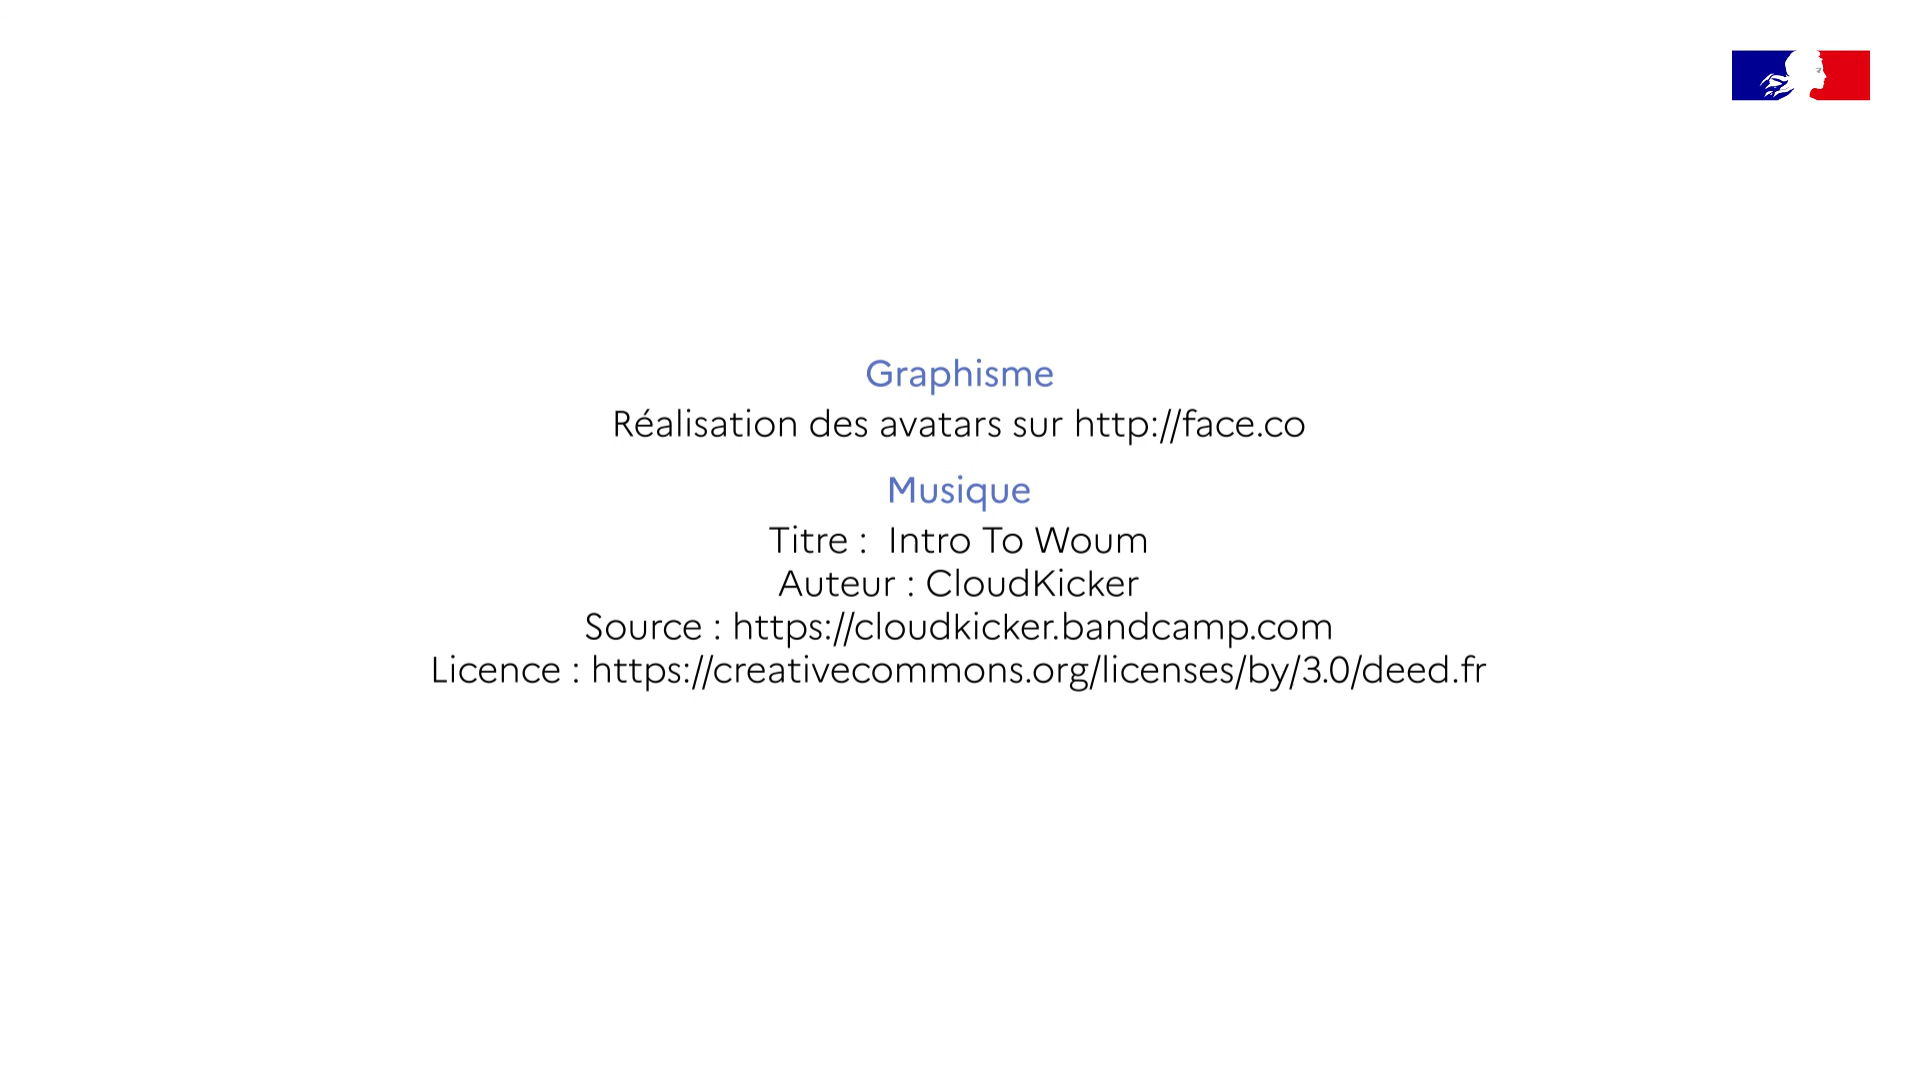 Graphisme
Réalisation des avatars sur http://face.co
Musique
Titre :  Intro To Woum
Auteur : CloudKicker
Source : https://cloudkicker.bandcamp.com
Licence : https://creativecommons.org/licenses/by/3.0/deed.fr